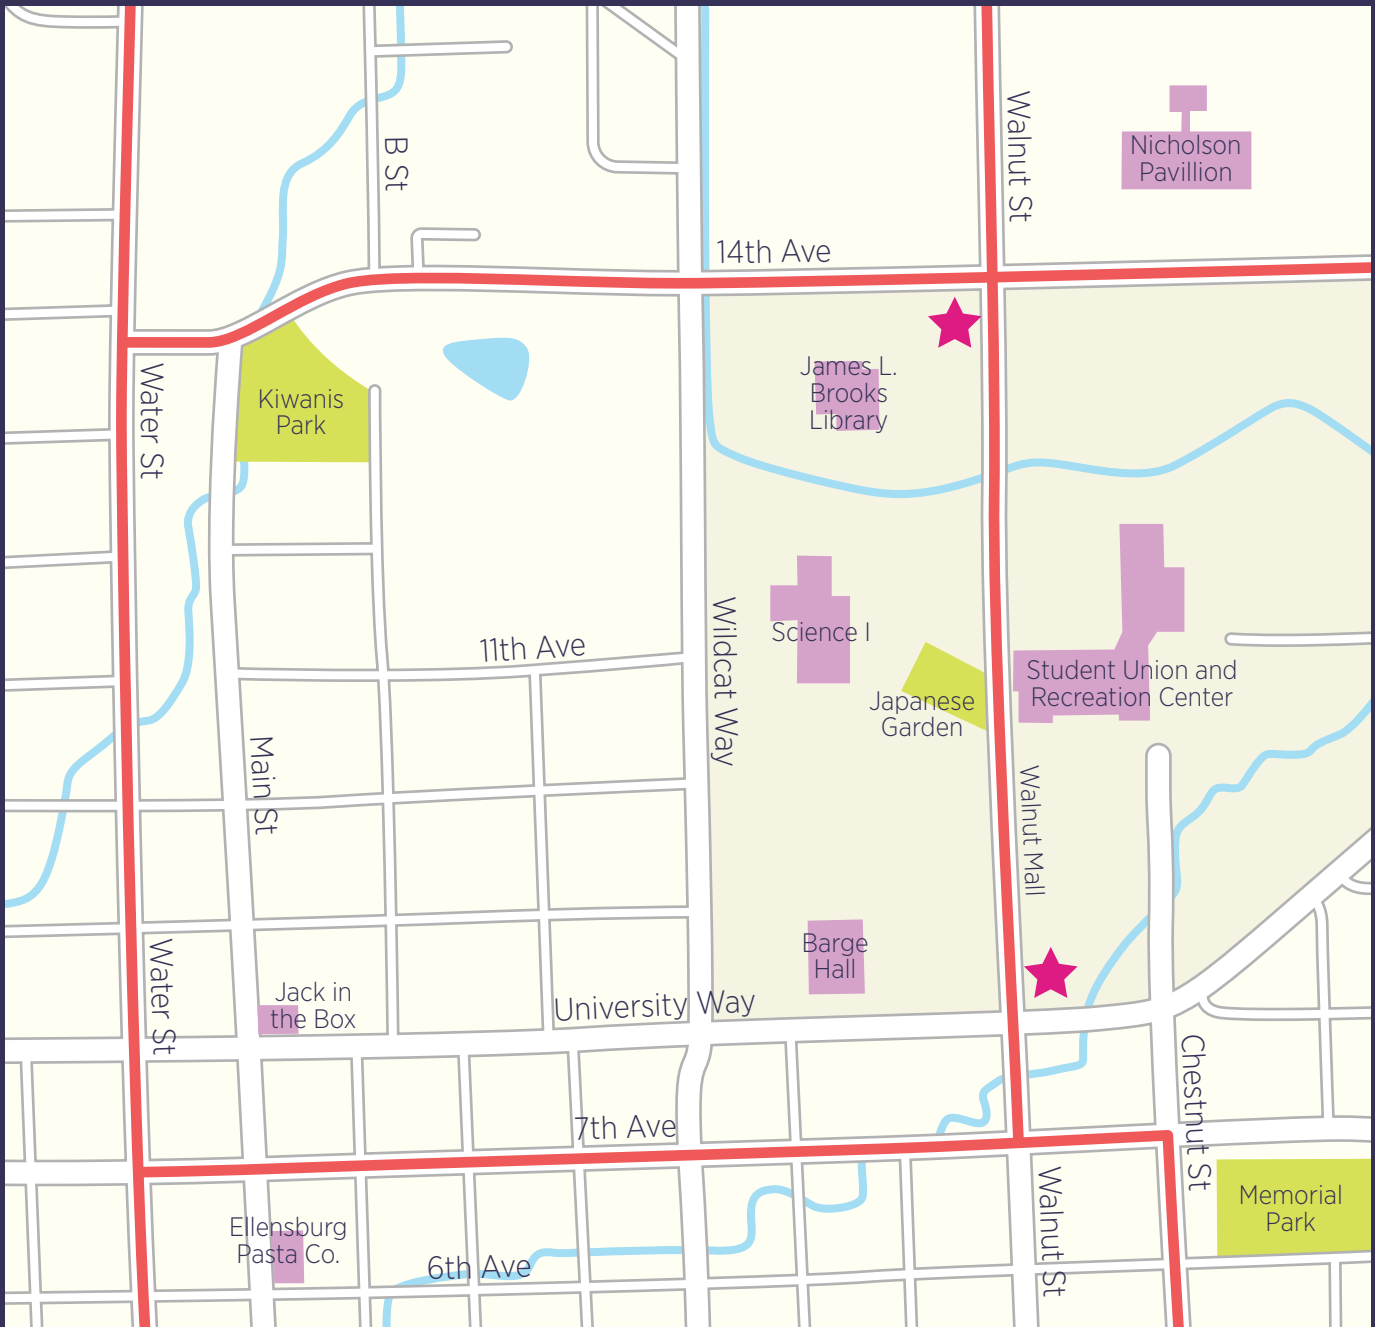 B St
Walnut St
Nicholson
Pavillion
14th Ave
Water St
Kiwanis
Park
James L.
Brooks
Library
Wildcat Way
Science I
11th Ave
Student Union and
Recreation Center
Japanese
Garden
Main St
Walnut Mall
Water St
Barge
Hall
Jack in
the Box
University Way
Chestnut St
7th Ave
Walnut St
Memorial
Park
Ellensburg
Pasta Co.
6th Ave